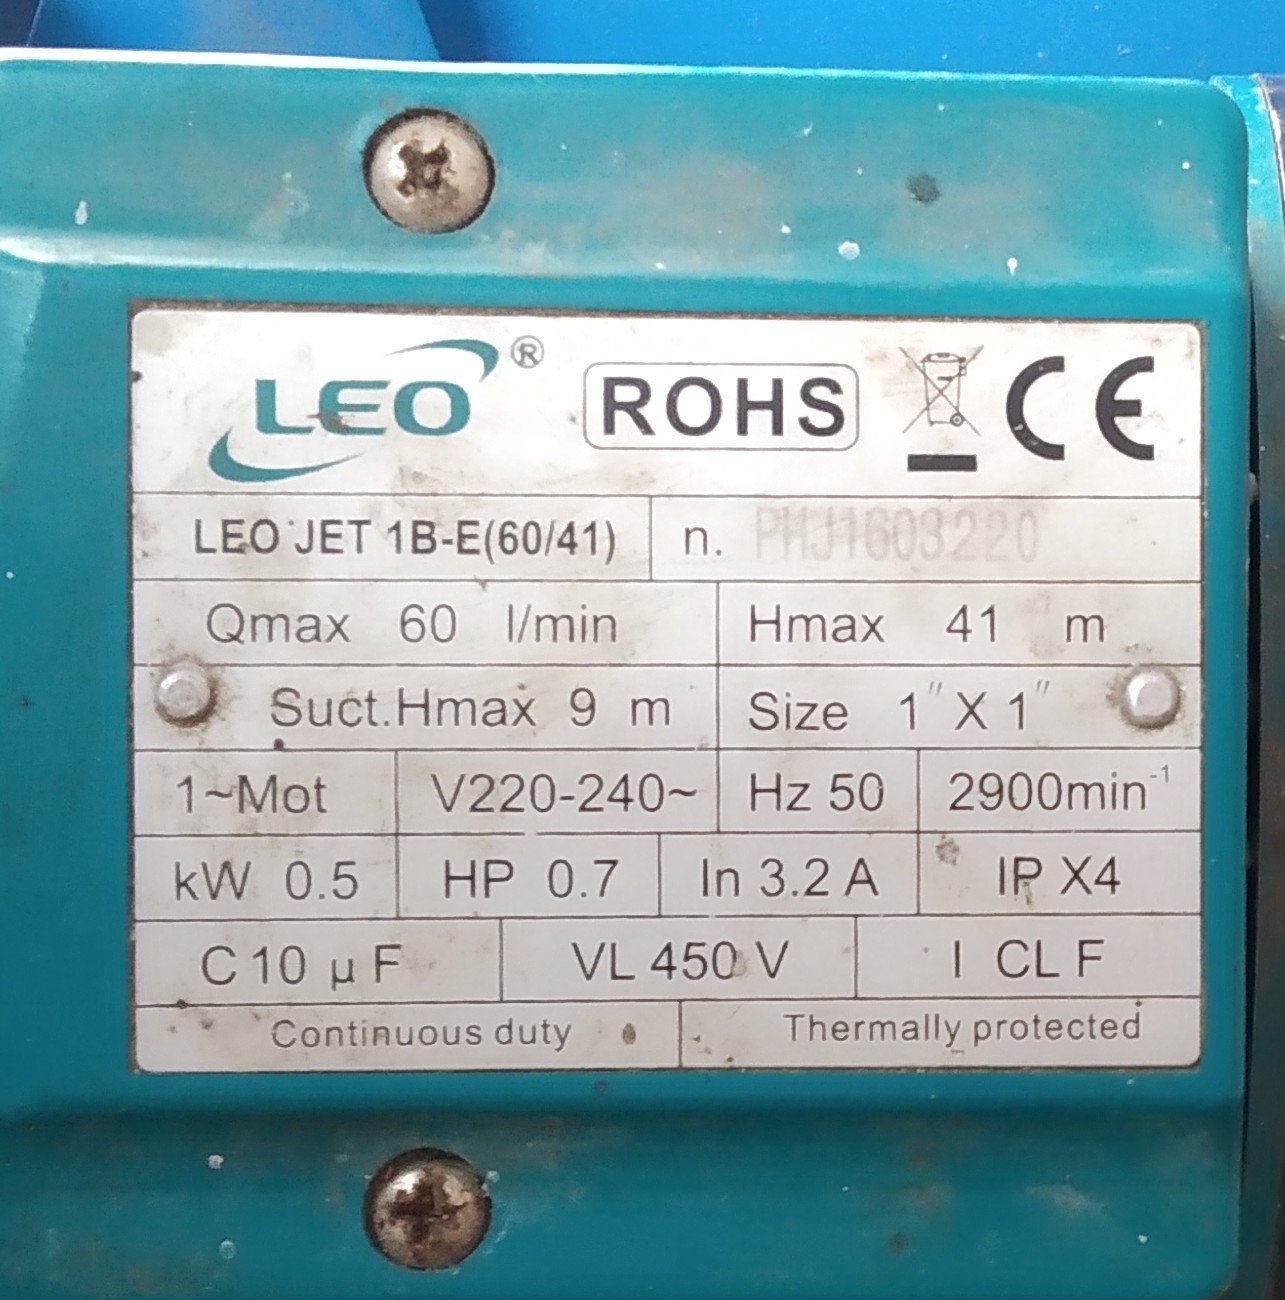 LEO ®
ROHS
CE
LEO JET 1B-E(60/41) n. PHJ1603220
Qmax 60 l/min Hmax 41 m
Suct.Hmax 9 m Size 1" X 1"
1~Mot V220-240~ Hz 50 2900min⁻¹
kW 0.5 HP 0.7 In 3.2 A IP X4
C 10 µ F VL 450 V I CL F
Continuous duty Thermally protected